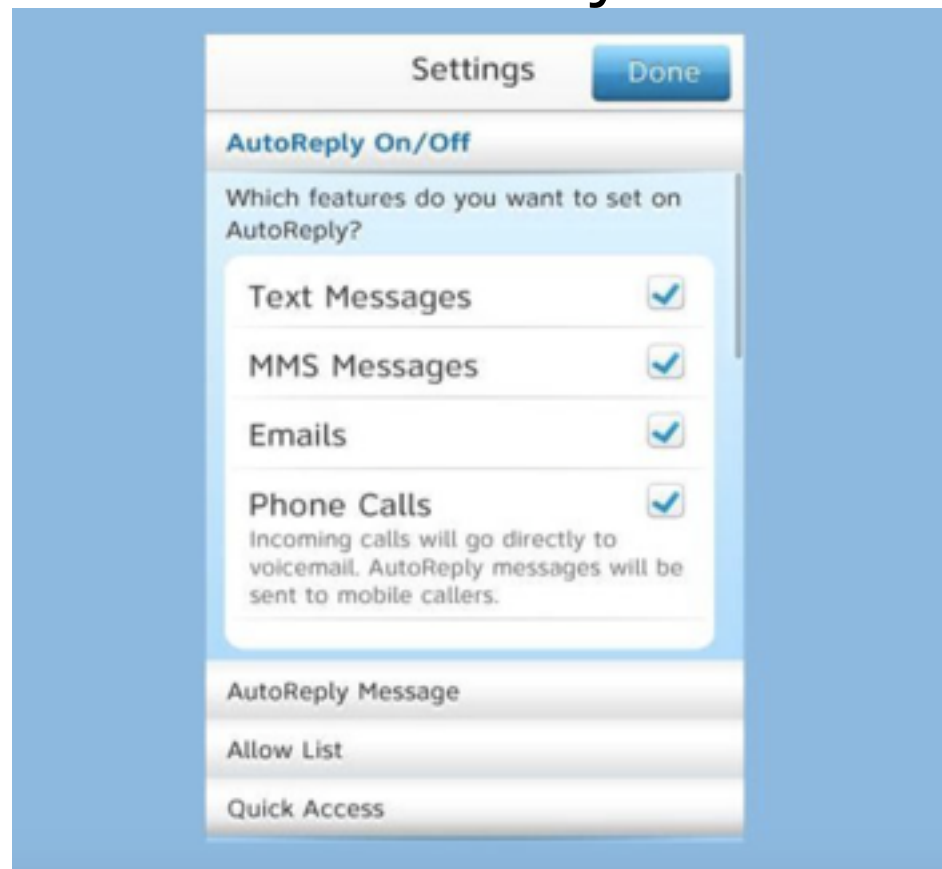 Settings
Done
AutoReply On/Off
Which features do you want to set on
AutoReply?
Text Messages
MMS Messages
Emails
Phone Calls
Incoming calls will go directly to
voicemail. AutoReply messages will be
sent to mobile callers.
AutoReply Message
Allow List
Quick Access